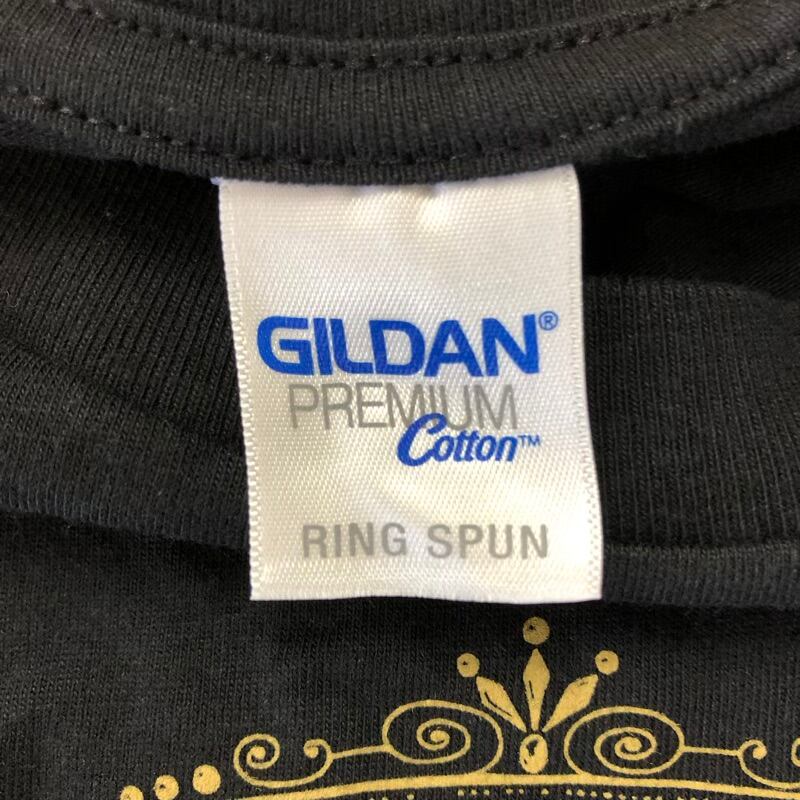 GILDAN®
PREMIUM
Cotton™
RING SPUN